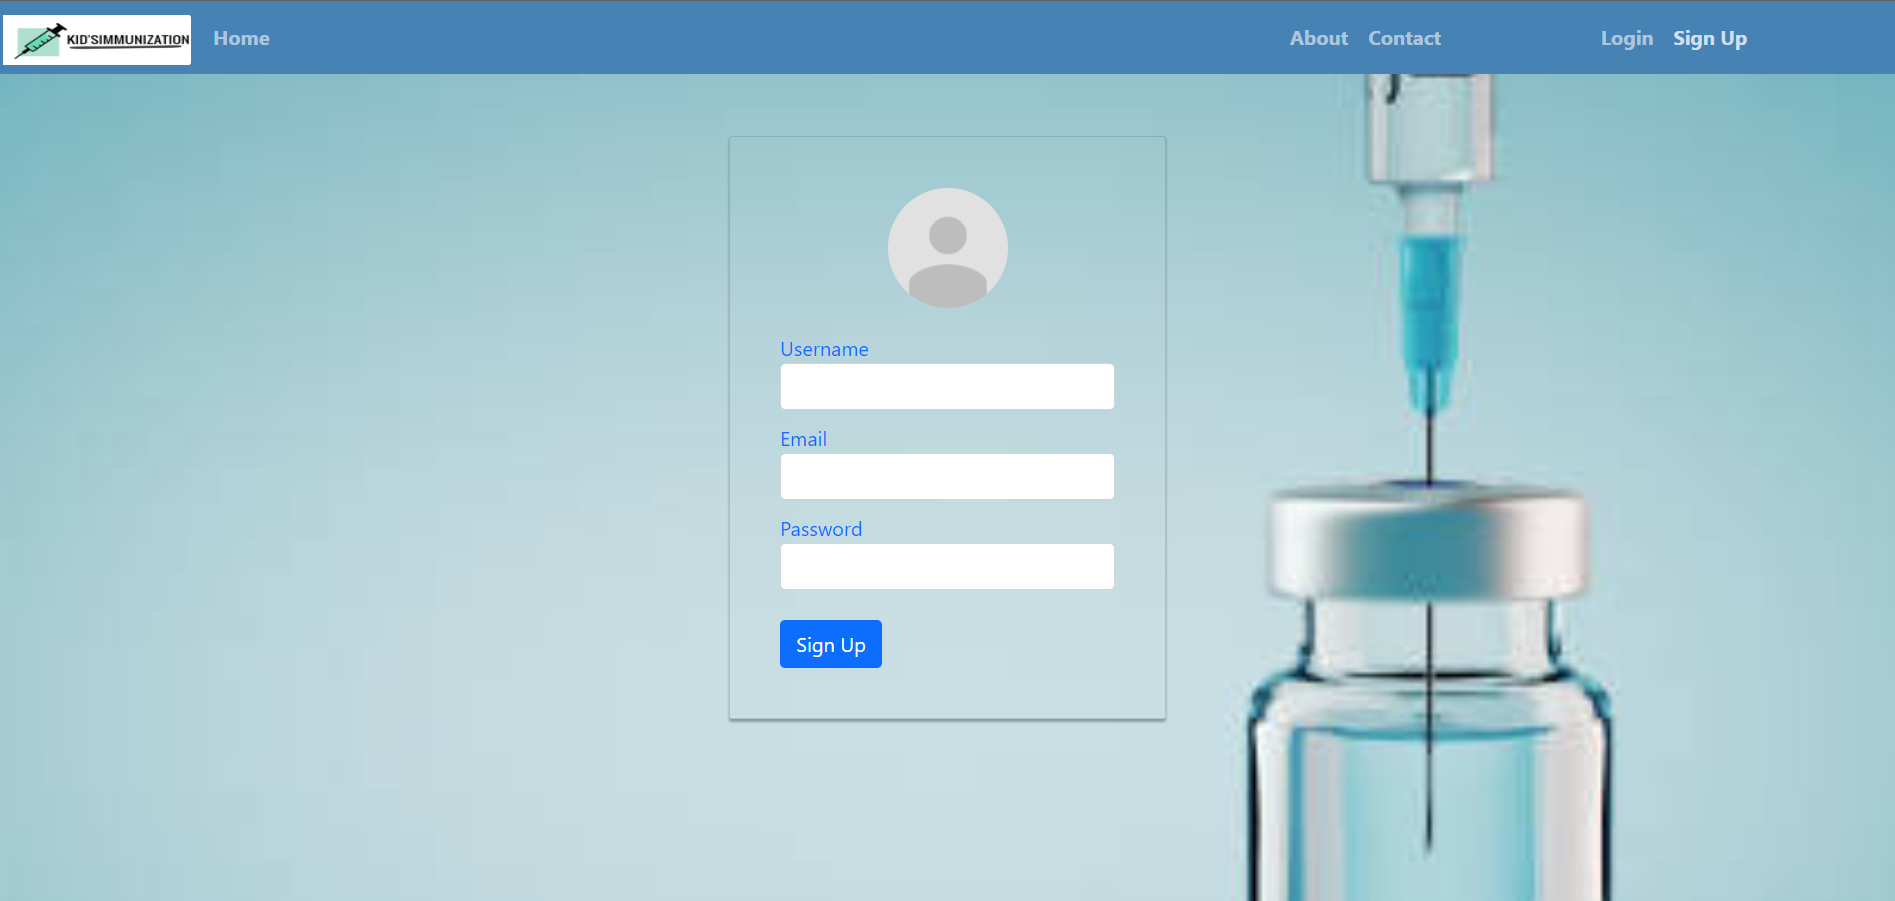 KID'SIMMUNIZATION
Home
About
Contact
Login
Sign Up
Username
Email
Password
Sign Up